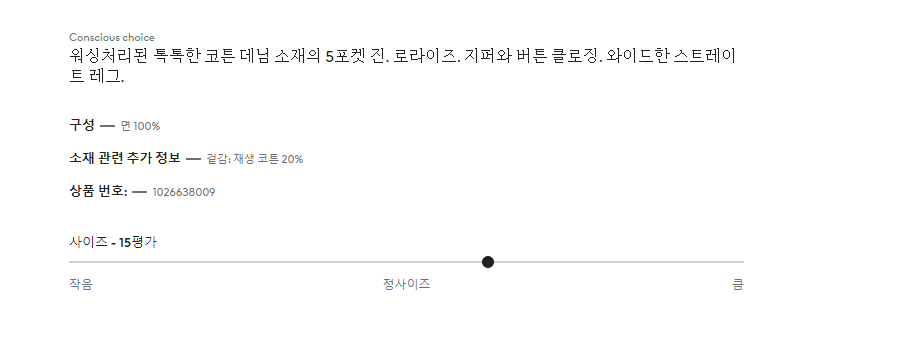 Conscious choice
워싱처리된 톡톡한 코튼 데님 소재의 5포켓 진. 로라이즈. 지퍼와 버튼 클로징. 와이드한 스트레이
트 레그.
구성 — 면 100%
소재 관련 추가 정보 — 겉감: 재생 코튼 20%
상품 번호: — 1026638009
사이즈 - 15평가
작음 정사이즈 큼